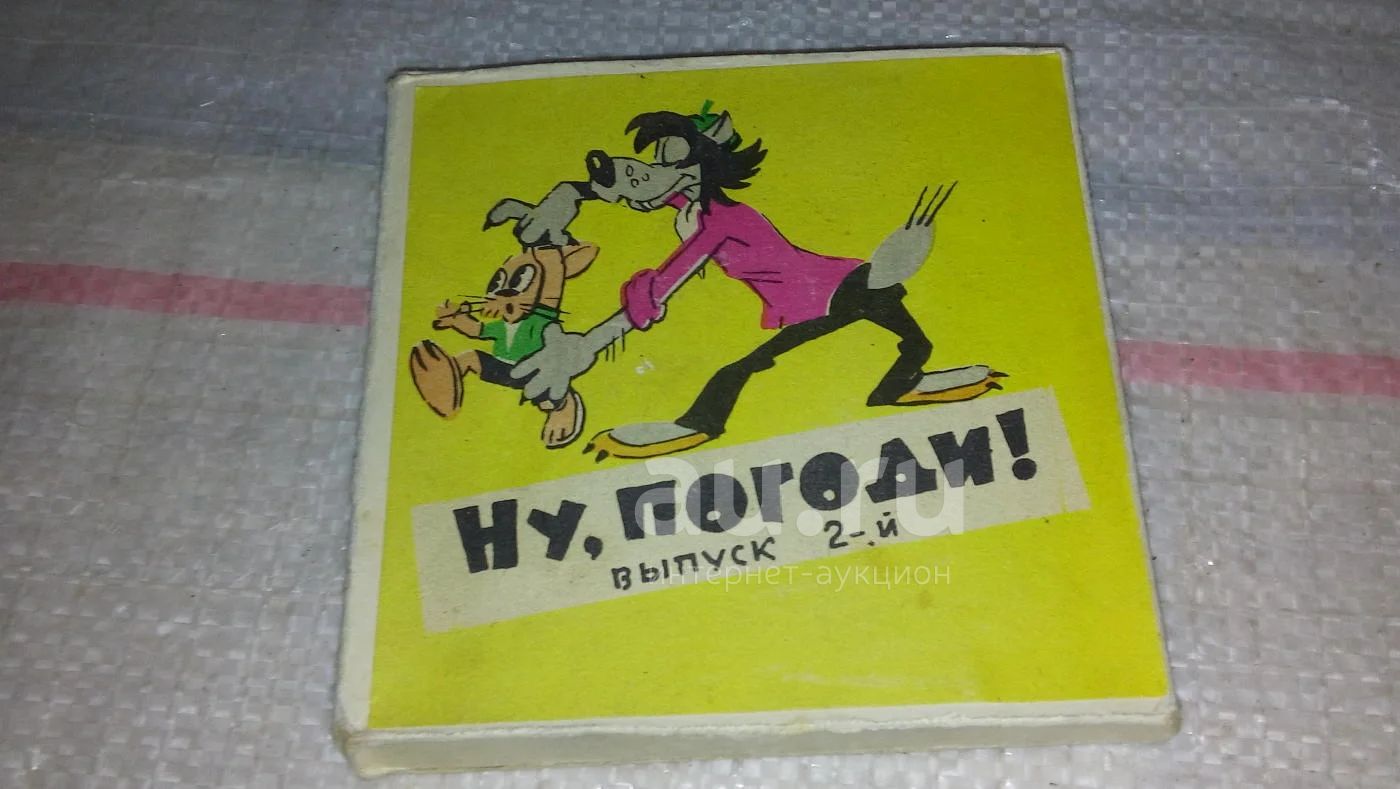 Ну, погоди!
выпуск 2-й
au.ru
интернет-аукцион